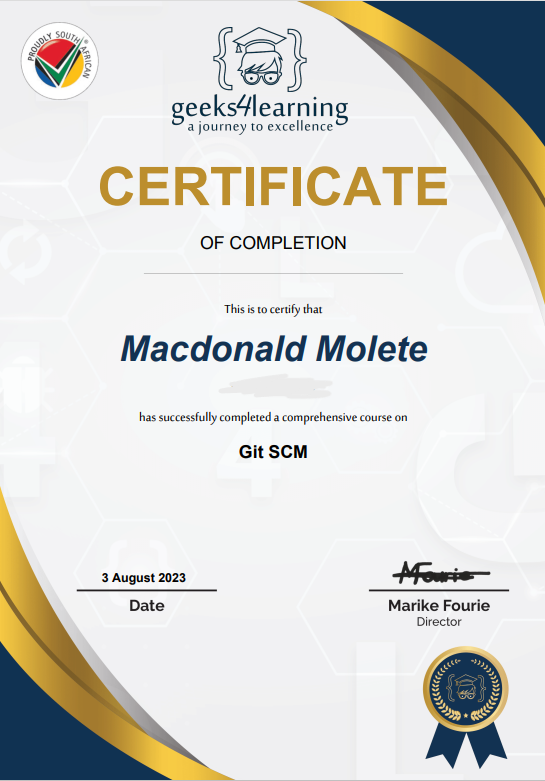 PROUDLY SOUTH AFRICAN
geeks4learning
a journey to excellence
CERTIFICATE
OF COMPLETION
This is to certify that
Macdonald Molete
has successfully completed a comprehensive course on
Git SCM
3 August 2023
Date
MFourie
Marike Fourie
Director